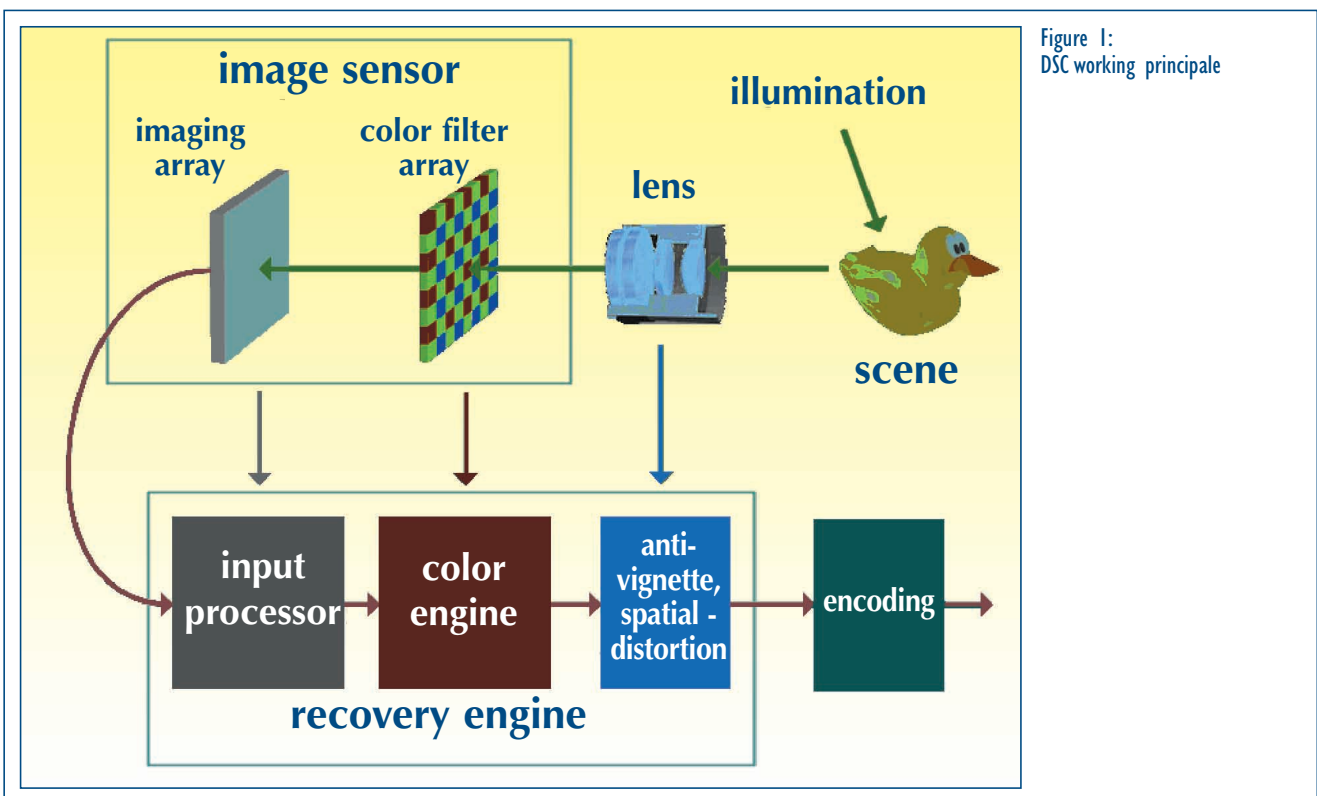 Figure 1:
DSC working principale
image sensor
illumination
imaging
array
color filter
array
lens
scene
input
processor
color
engine
anti-
vignette,
spatial -
distortion
encoding
recovery engine